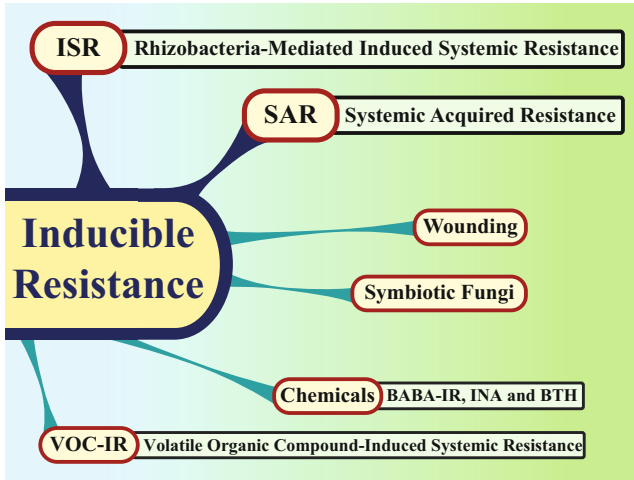 ISR Rhizobacteria-Mediated Induced Systemic Resistance
SAR Systemic Acquired Resistance
Inducible
Resistance
Wounding
Symbiotic Fungi
Chemicals BABA-IR, INA and BTH
VOC-IR Volatile Organic Compound-Induced Systemic Resistance